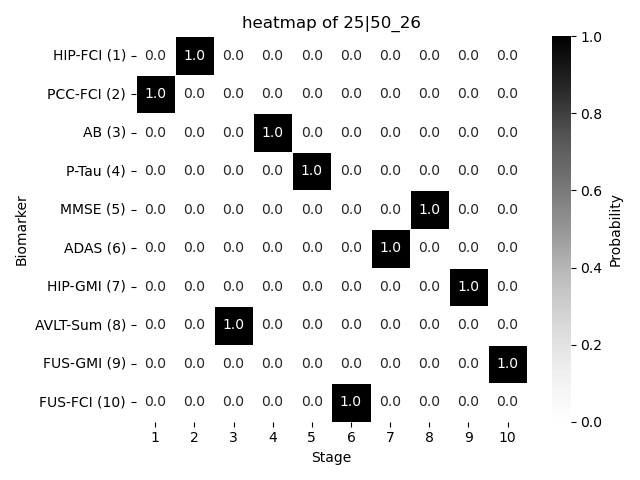 heatmap of 25|50_26
Biomarker
HIP-FCI (1) 0.0 1.0 0.0 0.0 0.0 0.0 0.0 0.0 0.0 0.0
PCC-FCI (2) 1.0 0.0 0.0 0.0 0.0 0.0 0.0 0.0 0.0 0.0
AB (3) 0.0 0.0 0.0 1.0 0.0 0.0 0.0 0.0 0.0 0.0
P-Tau (4) 0.0 0.0 0.0 0.0 1.0 0.0 0.0 0.0 0.0 0.0
MMSE (5) 0.0 0.0 0.0 0.0 0.0 0.0 0.0 1.0 0.0 0.0
ADAS (6) 0.0 0.0 0.0 0.0 0.0 0.0 1.0 0.0 0.0 0.0
HIP-GMI (7) 0.0 0.0 0.0 0.0 0.0 0.0 0.0 0.0 1.0 0.0
AVLT-Sum (8) 0.0 0.0 1.0 0.0 0.0 0.0 0.0 0.0 0.0 0.0
FUS-GMI (9) 0.0 0.0 0.0 0.0 0.0 0.0 0.0 0.0 0.0 1.0
FUS-FCI (10) 0.0 0.0 0.0 0.0 0.0 1.0 0.0 0.0 0.0 0.0
1 2 3 4 5 6 7 8 9 10
Stage
1.0
0.8
0.6
0.4
0.2
0.0
Probability